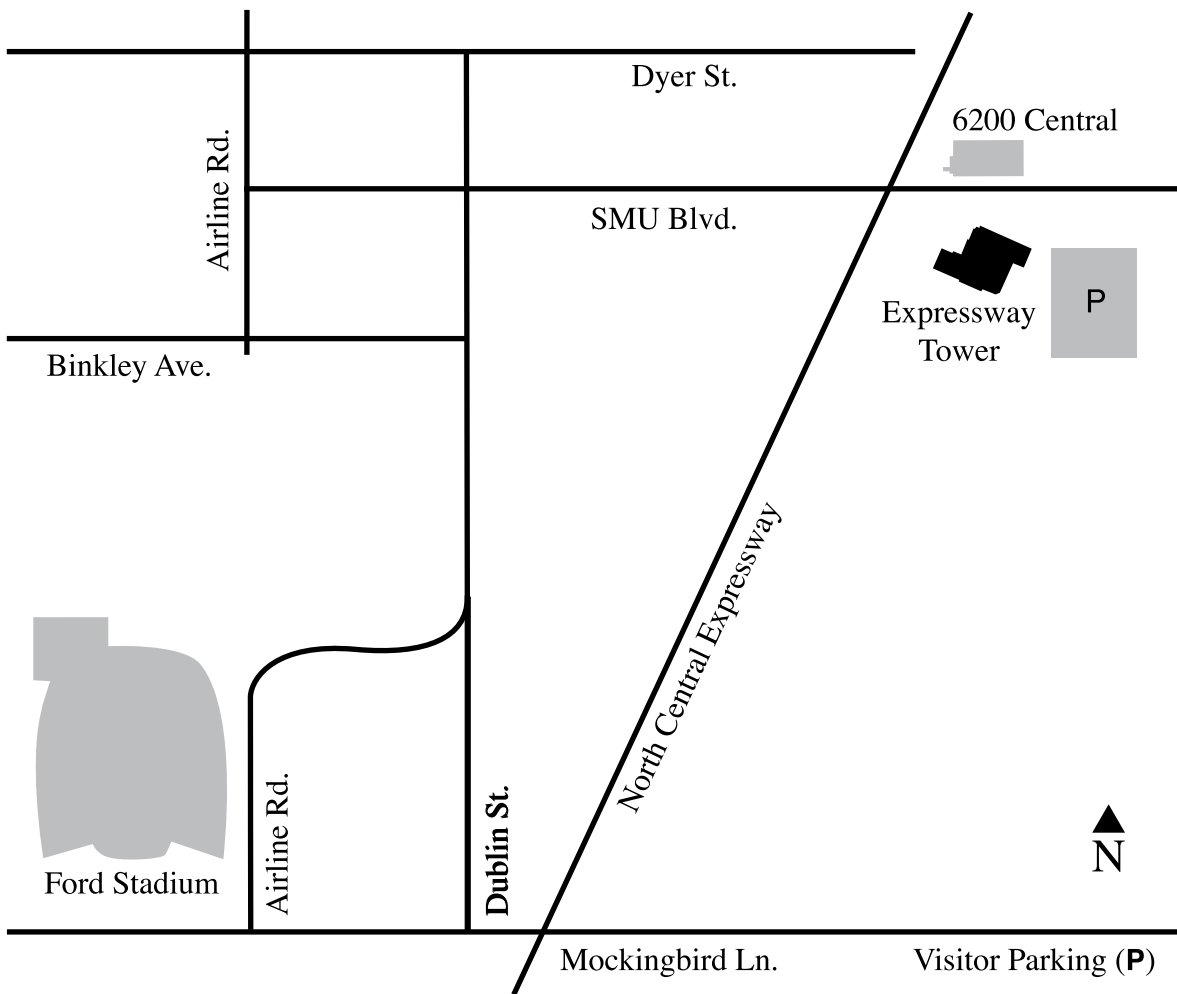 Dyer St.
6200 Central
Airline Rd.
SMU Blvd.
P
Expressway
Tower
Binkley Ave.
North Central Expressway
Airline Rd.
Dublin St.
N
Ford Stadium
Mockingbird Ln.
Visitor Parking (P)